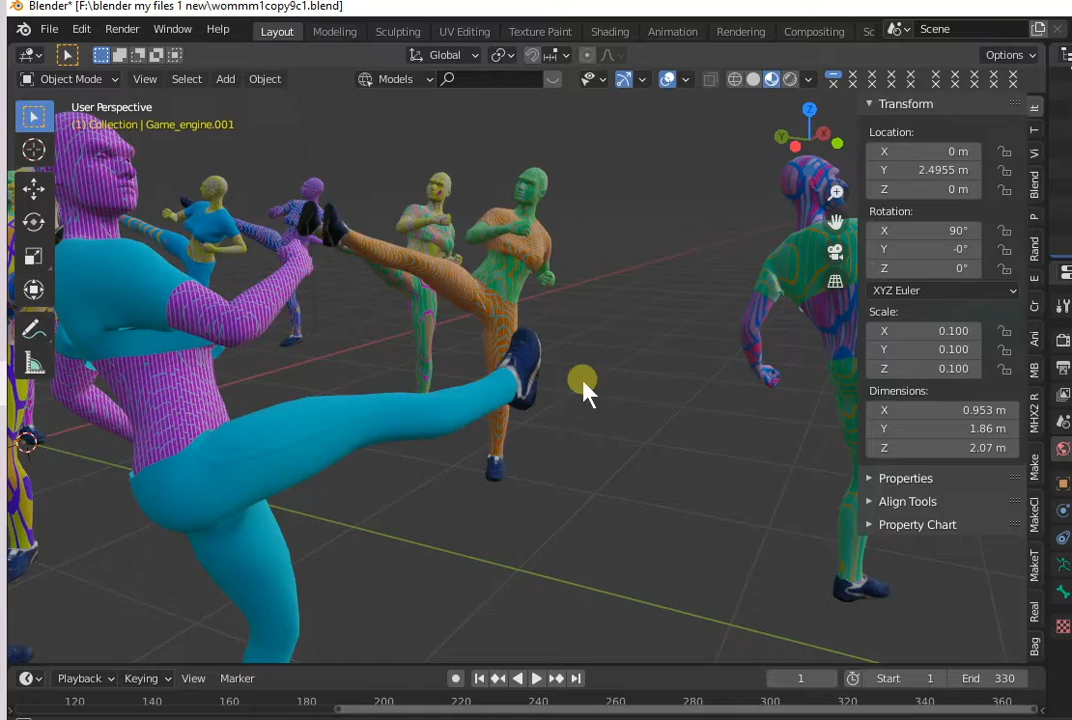 Blender* [F:\blender my files 1 new\wommm1copy9c1.blend]
File Edit Render Window Help Layout Modeling Sculpting UV Editing Texture Paint Shading Animation Rendering Compositing Sc Scene
Global Options
Object Mode View Select Add Object Models
User Perspective
(1) Collection | Game_engine.001
Z
Y
X
Transform
Location:
X 0 m
Y 2.4955 m
Z 0 m
Rotation:
X 90°
Y -0°
Z 0°
XYZ Euler
Scale:
X 0.100
Y 0.100
Z 0.100
Dimensions:
X 0.953 m
Y 1.86 m
Z 2.07 m
Properties
Align Tools
Property Chart
It
T
Vi
Blend
P
Rand
E
Cr
Ani
MB
MHX2 R
Make
MakeCl
MakeT
Real
Bag
Playback Keying View Marker 1 Start 1 End 330
120 140 160 180 200 220 240 260 280 300 320 340 360